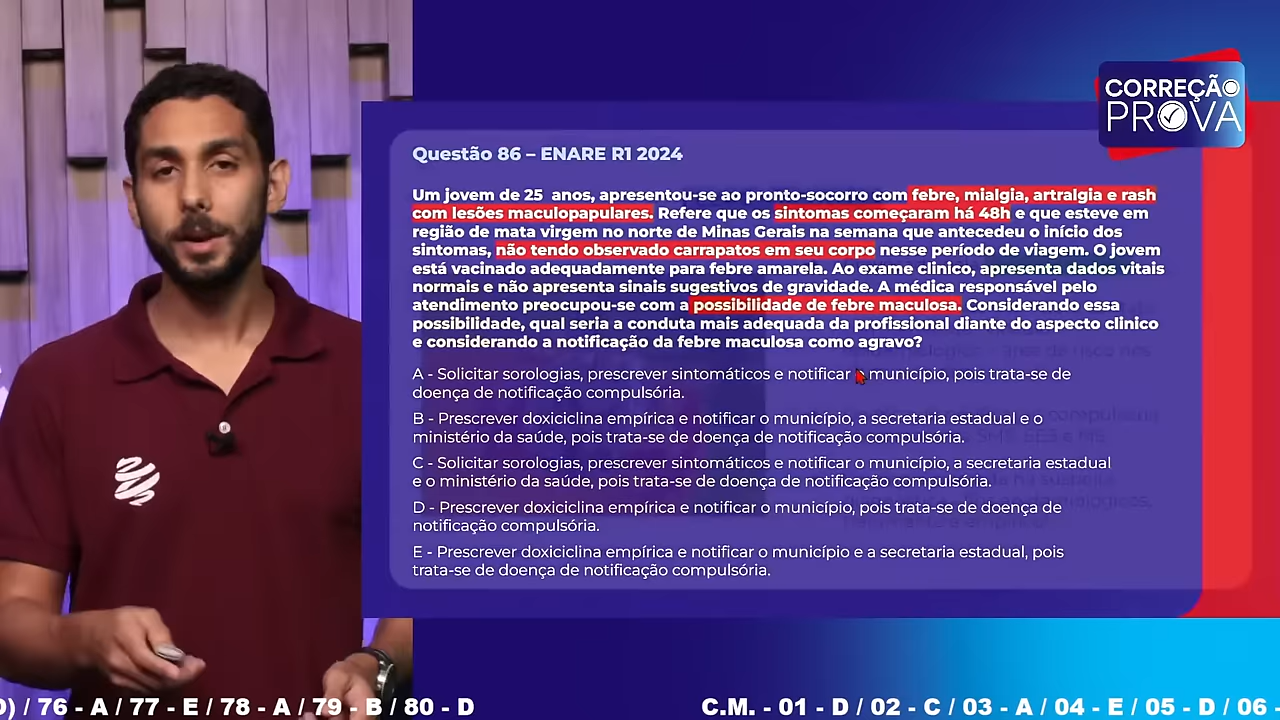 CORREÇÃO
PROVA
Questão 86 – ENARE R1 2024
Um jovem de 25 anos, apresentou-se ao pronto-socorro com febre, mialgia, artralgia e rash
com lesões maculopapulares. Refere que os sintomas começaram há 48h e que esteve em
região de mata virgem no norte de Minas Gerais na semana que antecedeu o início dos
sintomas, não tendo observado carrapatos em seu corpo nesse período de viagem. O jovem
está vacinado adequadamente para febre amarela. Ao exame clinico, apresenta dados vitais
normais e não apresenta sinais sugestivos de gravidade. A médica responsável pelo
atendimento preocupou-se com a possibilidade de febre maculosa. Considerando essa
possibilidade, qual seria a conduta mais adequada da profissional diante do aspecto clinico
e considerando a notificação da febre maculosa como agravo?
A - Solicitar sorologias, prescrever sintomáticos e notificar o município, pois trata-se de
doença de notificação compulsória.
B - Prescrever doxiciclina empírica e notificar o município, a secretaria estadual e o
ministério da saúde, pois trata-se de doença de notificação compulsória.
C - Solicitar sorologias, prescrever sintomáticos e notificar o município, a secretaria estadual
e o ministério da saúde, pois trata-se de doença de notificação compulsória.
D - Prescrever doxiciclina empírica e notificar o município, pois trata-se de doença de
notificação compulsória.
E - Prescrever doxiciclina empírica e notificar o município e a secretaria estadual, pois
trata-se de doença de notificação compulsória.
D) / 76 - A / 77 - E / 78 - A / 79 - B / 80 - D C.M. - 01 - D / 02 - C / 03 - A / 04 - E / 05 - D / 06 -